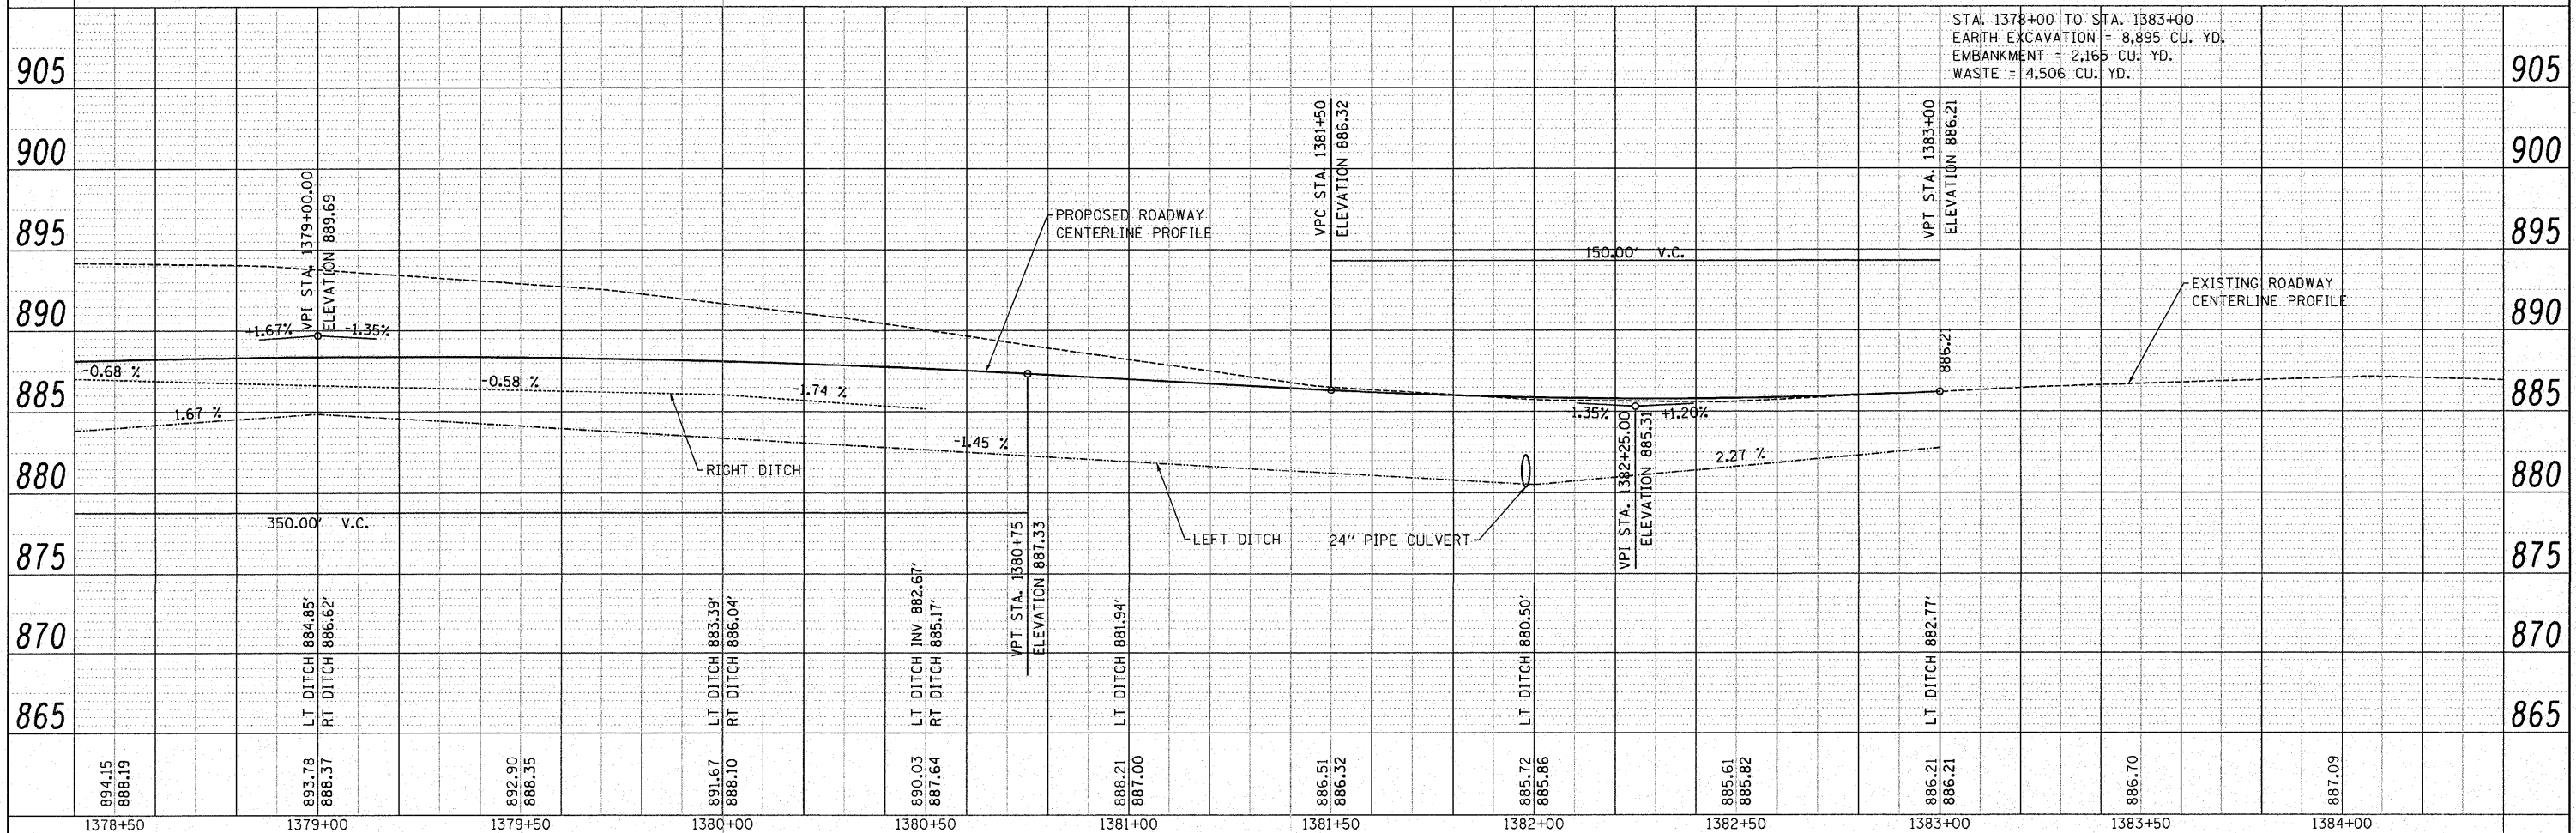 STA. 1378+00 TO STA. 1383+00
EARTH EXCAVATION = 8,895 CU. YD.
EMBANKMENT = 2,165 CU. YD.
WASTE = 4,506 CU. YD.
905
905
900
900
895
895
890
890
885
885
880
880
875
875
870
870
865
865
VPI STA. 1379+00.00
ELEVATION 889.69
+1.67%
-1.35%
PROPOSED ROADWAY
CENTERLINE PROFILE
VPC STA. 1381+50
ELEVATION 886.32
150.00' V.C.
VPT STA. 1383+00
ELEVATION 886.21
EXISTING ROADWAY
CENTERLINE PROFILE
886.21
-0.68 %
-0.58 %
-1.74 %
1.67 %
-1.45 %
RIGHT DITCH
1.35%
+1.20%
VPI STA. 1382+25.00
ELEVATION 885.31
2.27 %
350.00' V.C.
LEFT DITCH
24" PIPE CULVERT
VPT STA. 1380+75
ELEVATION 887.33
LT DITCH 884.85'
RT DITCH 886.62'
LT DITCH 883.39'
RT DITCH 886.04'
LT DITCH INV 882.67'
RT DITCH 885.17'
LT DITCH 881.94'
LT DITCH 880.50'
LT DITCH 882.77'
894.15
888.19
893.78
888.37
892.90
888.35
891.67
888.10
890.03
887.64
888.21
887.00
886.51
886.32
885.72
885.86
885.61
885.82
886.21
886.21
886.70
887.09
1378+50
1379+00
1379+50
1380+00
1380+50
1381+00
1381+50
1382+00
1382+50
1383+00
1383+50
1384+00